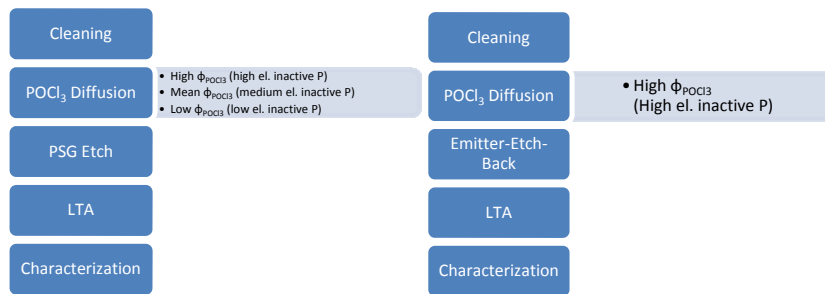 Cleaning
POCl₃ Diffusion
• High ϕPOCl3 (high el. inactive P)
• Mean ϕPOCl3 (medium el. inactive P)
• Low ϕPOCl3 (low el. inactive P)
PSG Etch
LTA
Characterization
Cleaning
POCl₃ Diffusion
• High ϕPOCl3
(High el. inactive P)
Emitter-Etch-
Back
LTA
Characterization